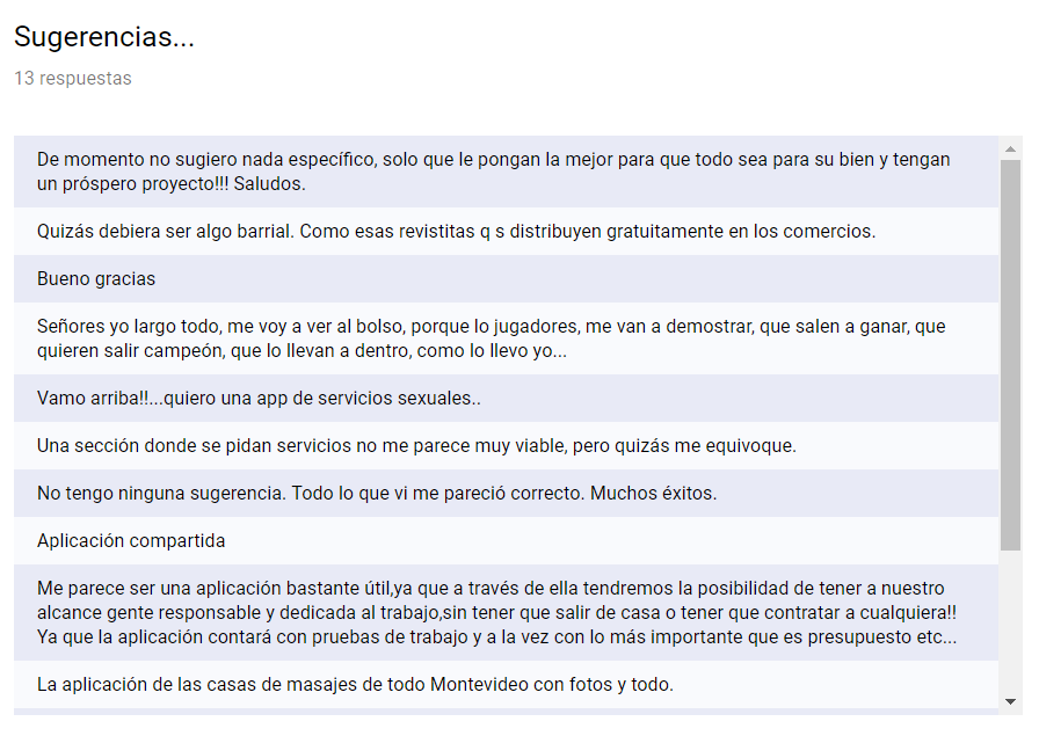 Sugerencias...
13 respuestas
De momento no sugiero nada específico, solo que le pongan la mejor para que todo sea para su bien y tengan
un próspero proyecto!!! Saludos.
Quizás debiera ser algo barrial. Como esas revistitas q s distribuyen gratuitamente en los comercios.
Bueno gracias
Señores yo largo todo, me voy a ver al bolso, porque lo jugadores, me van a demostrar, que salen a ganar, que
quieren salir campeón, que lo llevan a dentro, como lo llevo yo...
Vamo arriba!!...quiero una app de servicios sexuales..
Una sección donde se pidan servicios no me parece muy viable, pero quizás me equivoque.
No tengo ninguna sugerencia. Todo lo que vi me pareció correcto. Muchos éxitos.
Aplicación compartida
Me parece ser una aplicación bastante útil,ya que a través de ella tendremos la posibilidad de tener a nuestro
alcance gente responsable y dedicada al trabajo,sin tener que salir de casa o tener que contratar a cualquiera!!
Ya que la aplicación contará con pruebas de trabajo y a la vez con lo más importante que es presupuesto etc...
La aplicación de las casas de masajes de todo Montevideo con fotos y todo.